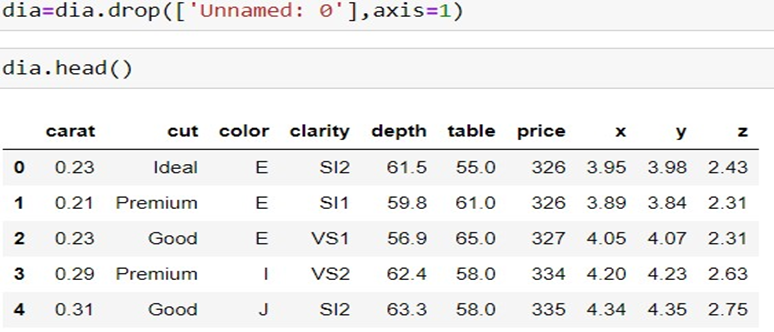 dia=dia.drop(['Unnamed: 0'],axis=1)
dia.head()
carat cut color clarity depth table price x y z
0 0.23 Ideal E SI2 61.5 55.0 326 3.95 3.98 2.43
1 0.21 Premium E SI1 59.8 61.0 326 3.89 3.84 2.31
2 0.23 Good E VS1 56.9 65.0 327 4.05 4.07 2.31
3 0.29 Premium I VS2 62.4 58.0 334 4.20 4.23 2.63
4 0.31 Good J SI2 63.3 58.0 335 4.34 4.35 2.75